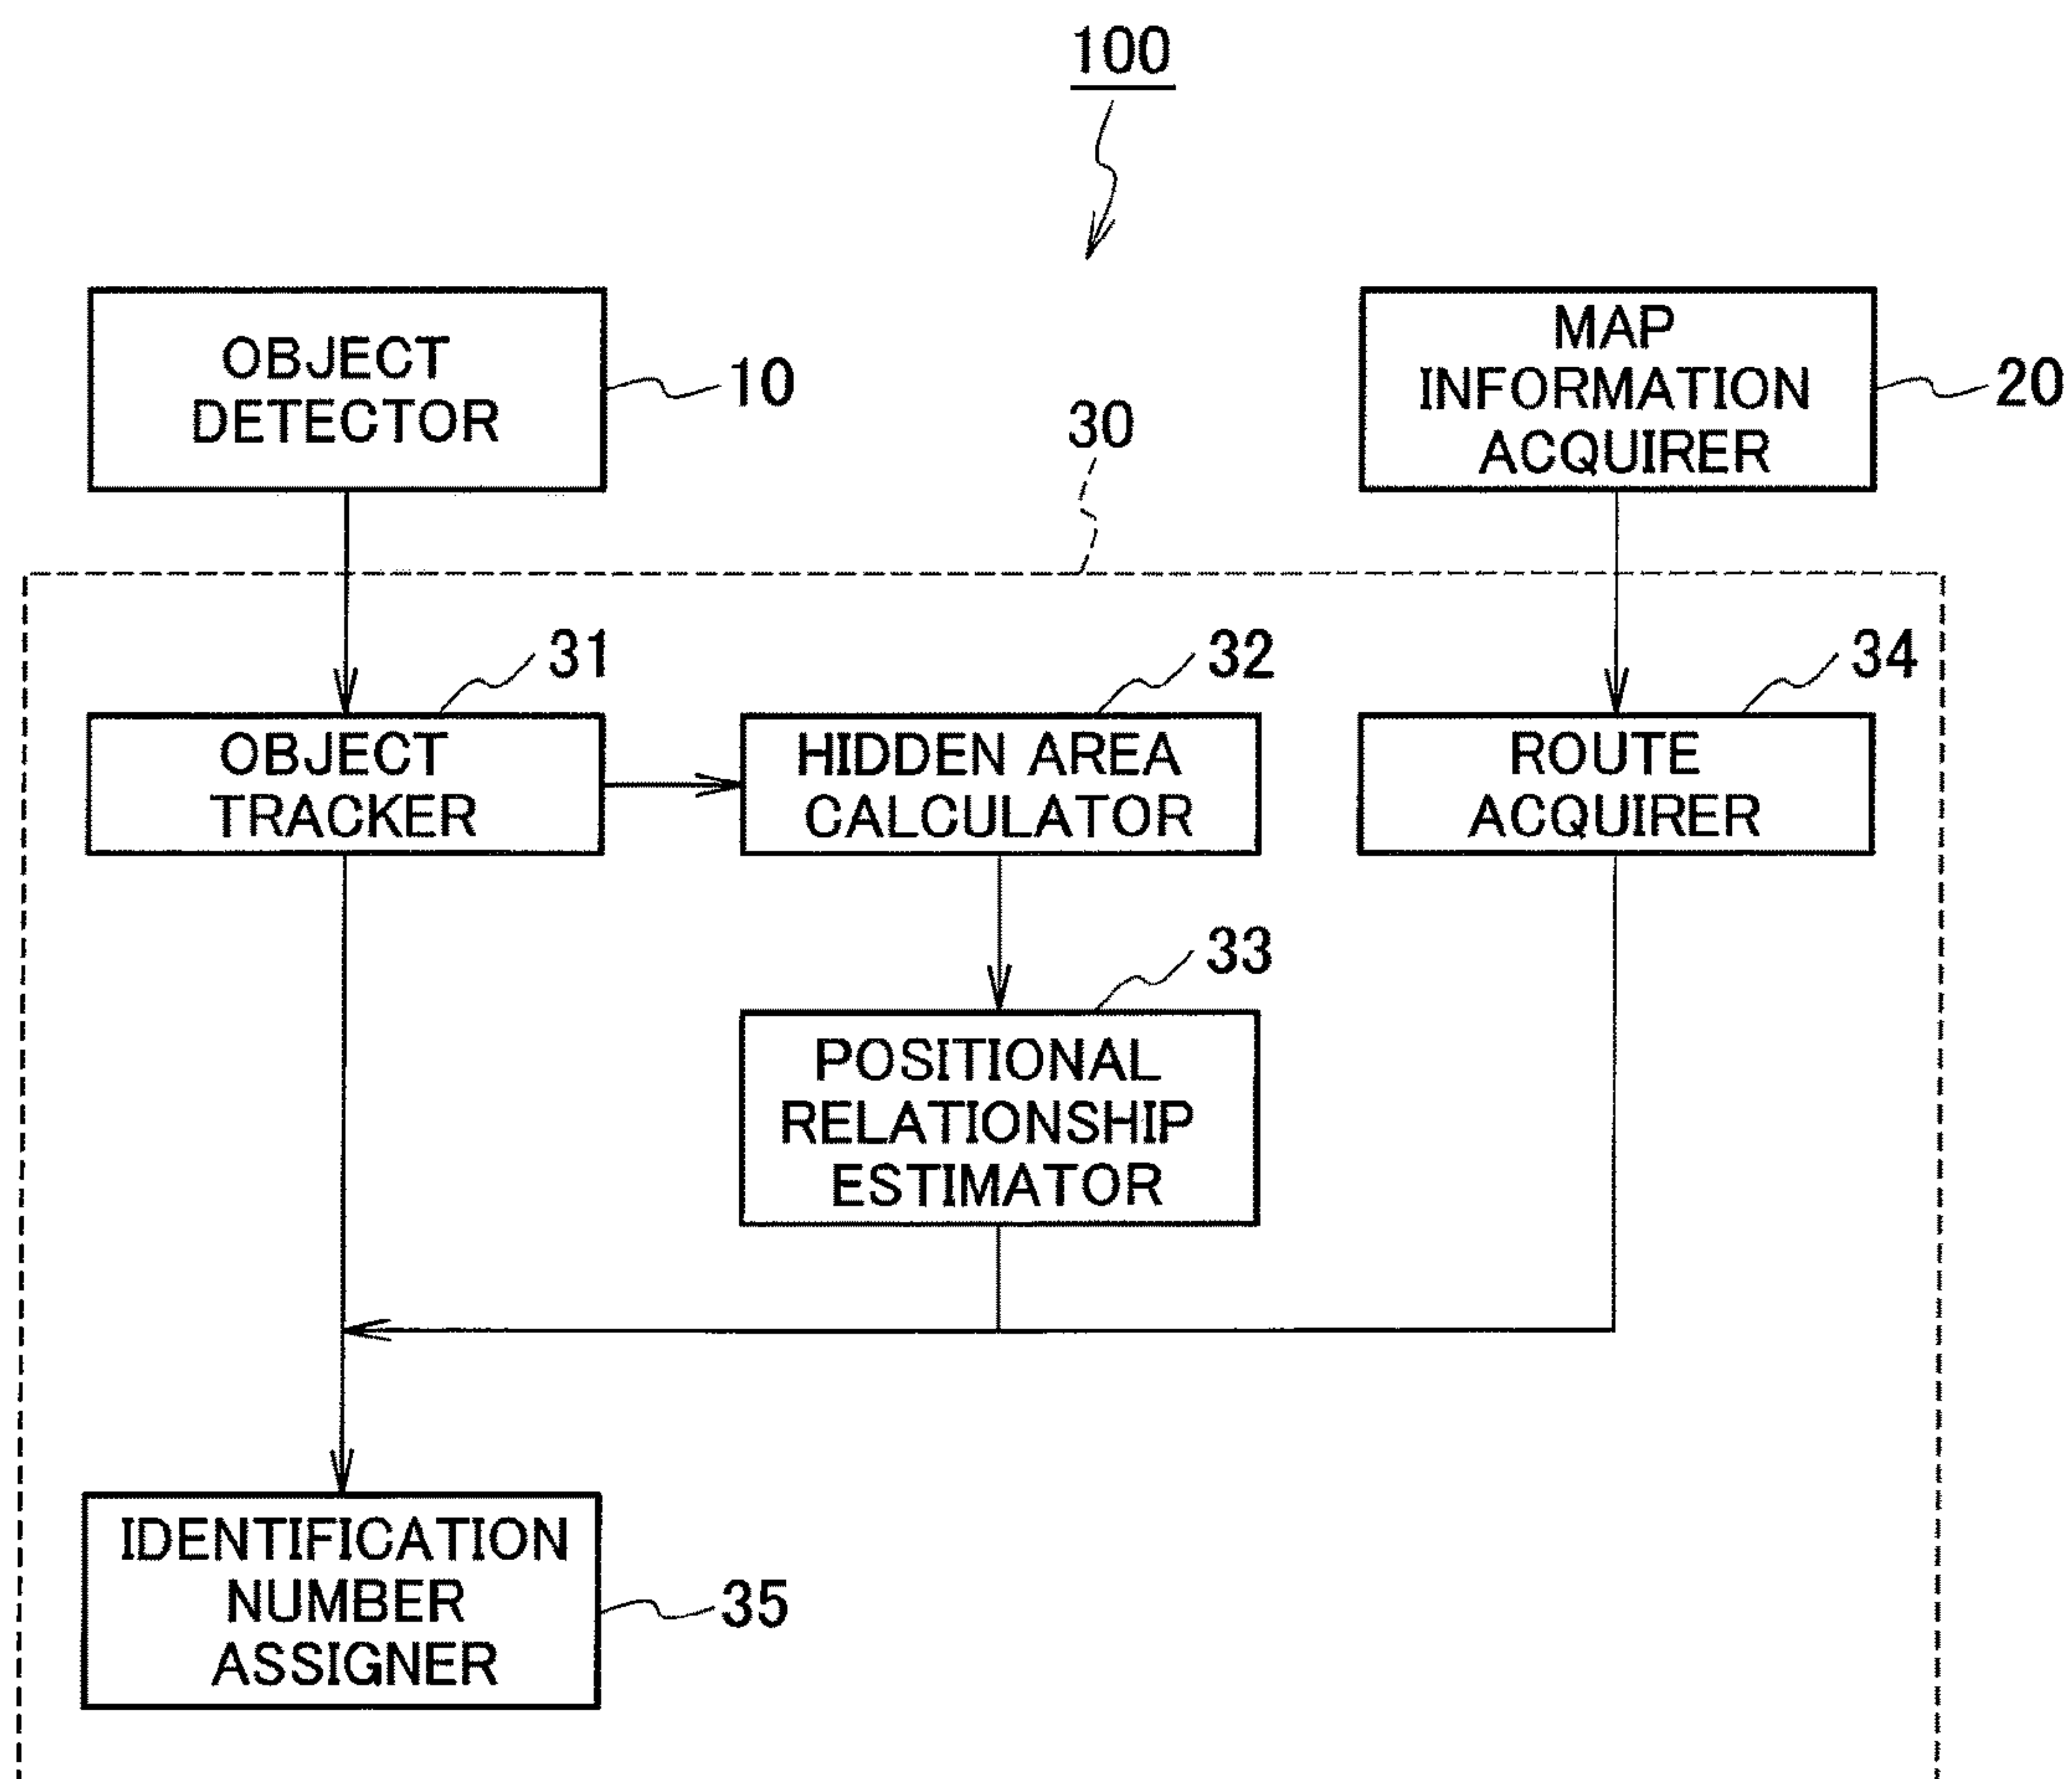 100
OBJECT
DETECTOR
10
MAP
INFORMATION
ACQUIRER
20
30
31
OBJECT
TRACKER
32
HIDDEN AREA
CALCULATOR
34
ROUTE
ACQUIRER
33
POSITIONAL
RELATIONSHIP
ESTIMATOR
IDENTIFICATION
NUMBER
ASSIGNER
35